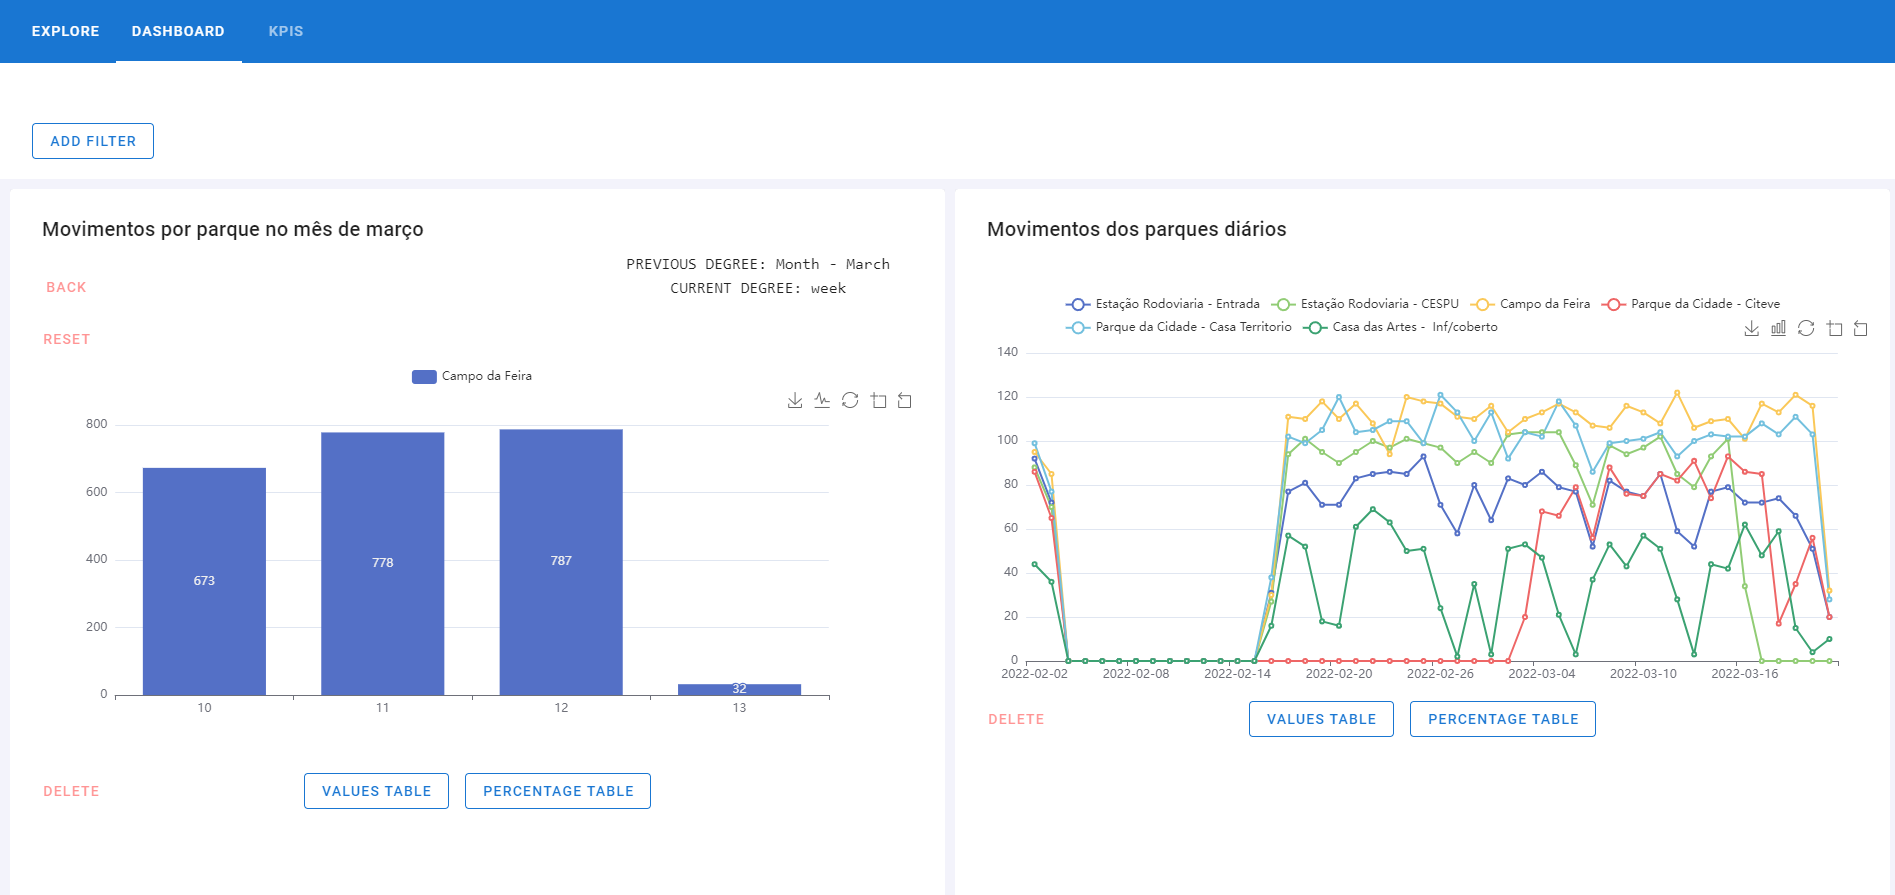 EXPLORE DASHBOARD KPIS
ADD FILTER
Movimentos por parque no mês de março
PREVIOUS DEGREE: Month - March
CURRENT DEGREE: week
BACK
RESET
Campo da Feira
800
600
400
200
0
673
778
787
32
10 11 12 13
DELETE VALUES TABLE PERCENTAGE TABLE
Movimentos dos parques diários
Estação Rodoviaria - Entrada Estação Rodoviaria - CESPU Campo da Feira Parque da Cidade - Citeve
Parque da Cidade - Casa Territorio Casa das Artes - Inf/coberto
140
120
100
80
60
40
20
0
2022-02-02 2022-02-08 2022-02-14 2022-02-20 2022-02-26 2022-03-04 2022-03-10 2022-03-16
DELETE VALUES TABLE PERCENTAGE TABLE